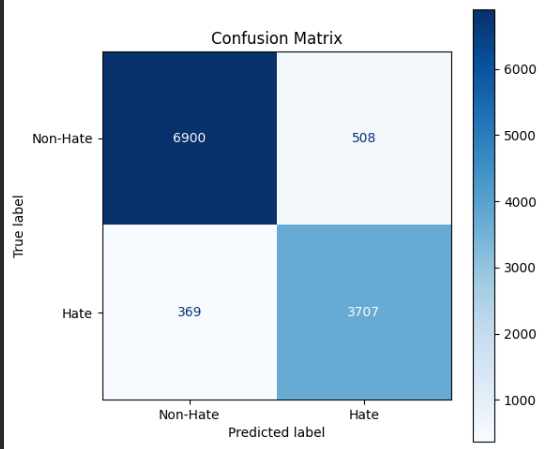 Confusion Matrix
True label
Non-Hate
6900
508
Hate
369
3707
Non-Hate
Hate
Predicted label
6000
5000
4000
3000
2000
1000